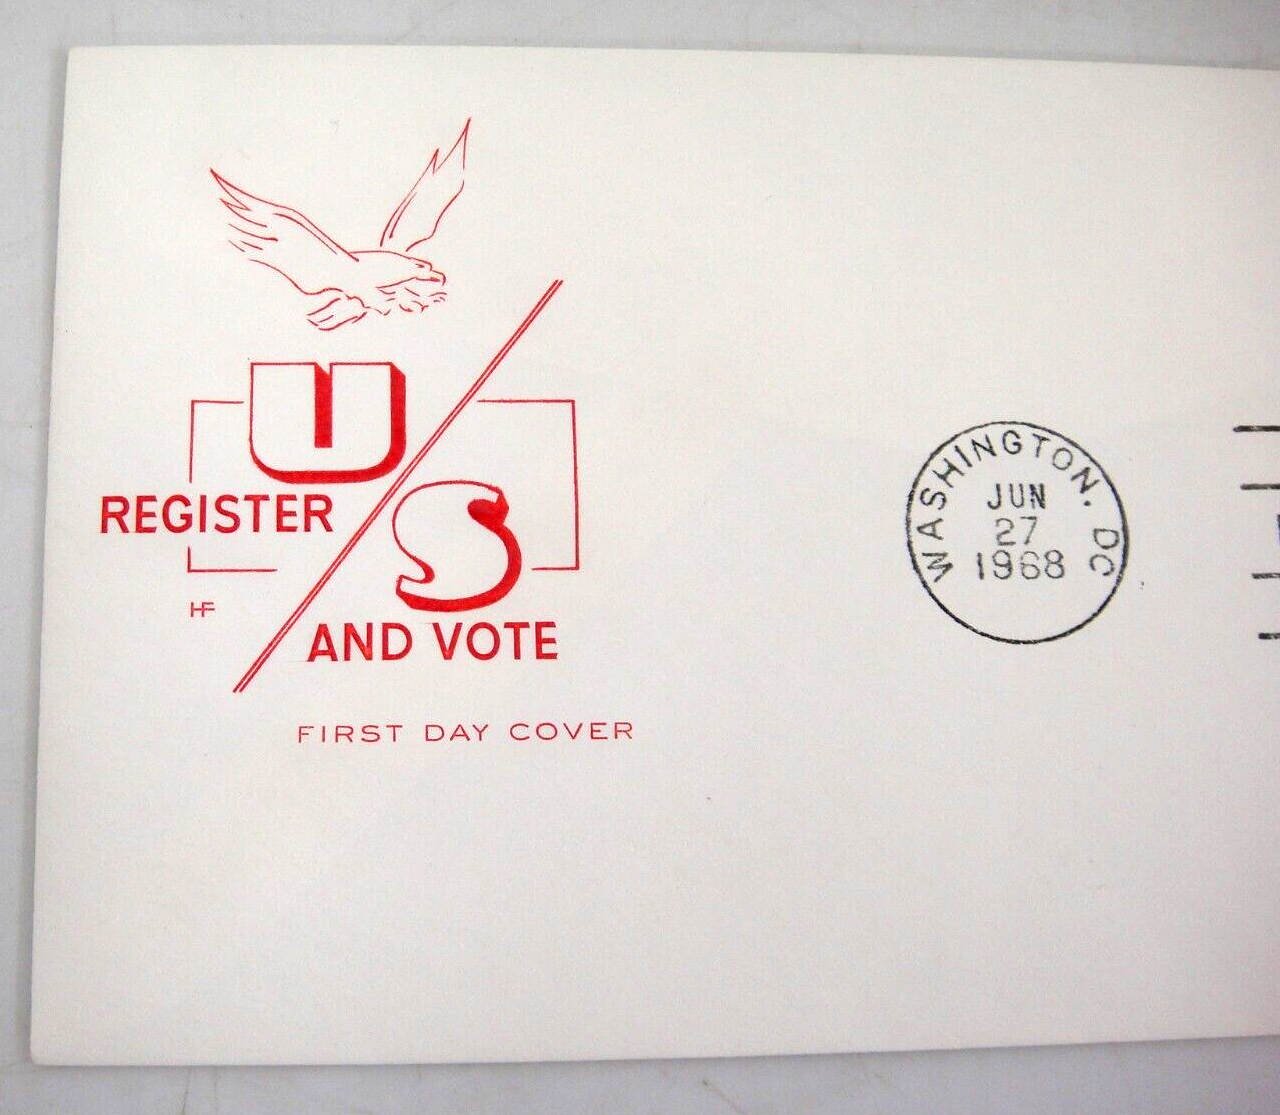 U
S
REGISTER
AND VOTE
HF
FIRST DAY COVER
WASHINGTON, DC
JUN
27
1968